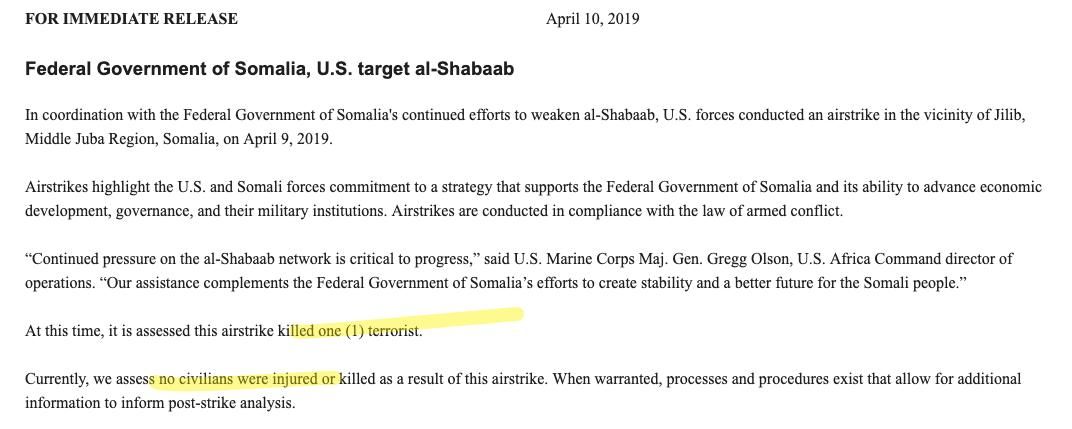 FOR IMMEDIATE RELEASE April 10, 2019
Federal Government of Somalia, U.S. target al-Shabaab
In coordination with the Federal Government of Somalia's continued efforts to weaken al-Shabaab, U.S. forces conducted an airstrike in the vicinity of Jilib,
Middle Juba Region, Somalia, on April 9, 2019.
Airstrikes highlight the U.S. and Somali forces commitment to a strategy that supports the Federal Government of Somalia and its ability to advance economic
development, governance, and their military institutions. Airstrikes are conducted in compliance with the law of armed conflict.
“Continued pressure on the al-Shabaab network is critical to progress,” said U.S. Marine Corps Maj. Gen. Gregg Olson, U.S. Africa Command director of
operations. “Our assistance complements the Federal Government of Somalia’s efforts to create stability and a better future for the Somali people.”
At this time, it is assessed this airstrike killed one (1) terrorist.
Currently, we assess no civilians were injured or killed as a result of this airstrike. When warranted, processes and procedures exist that allow for additional
information to inform post-strike analysis.